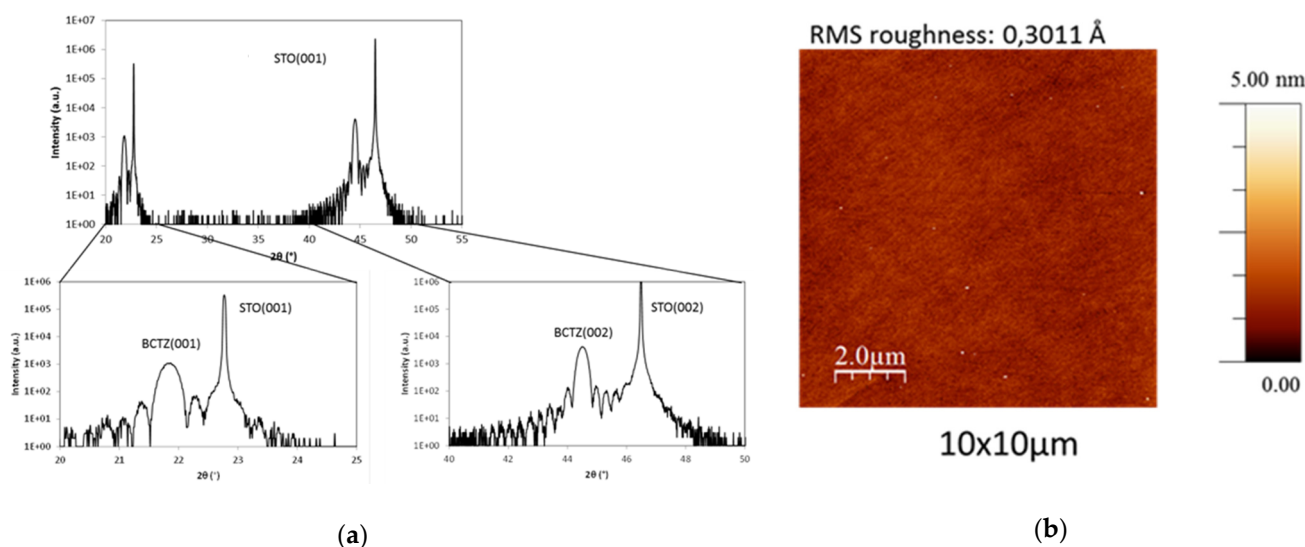 1E+07
1E+06
1E+05
1E+04
1E+03
1E+02
1E+01
1E+00
Intensity (a.u.)
STO(001)
20 25 30 35 40 45 50 55
2θ (°)
1E+06
1E+05
1E+04
1E+03
1E+02
1E+01
1E+00
Intensity (a.u.)
BCTZ(001)
STO(001)
20 21 22 23 24 25
2θ (°)
1E+06
1E+05
1E+04
1E+03
1E+02
1E+01
1E+00
Intensity (a.u.)
BCTZ(002)
STO(002)
40 42 44 46 48 50
2θ (°)
(a)
RMS roughness: 0,3011 Å
2.0µm
5.00 nm
0.00
10x10µm
(b)